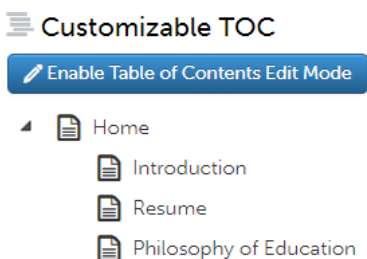 Customizable TOC
Enable Table of Contents Edit Mode
Home
Introduction
Resume
Philosophy of Education